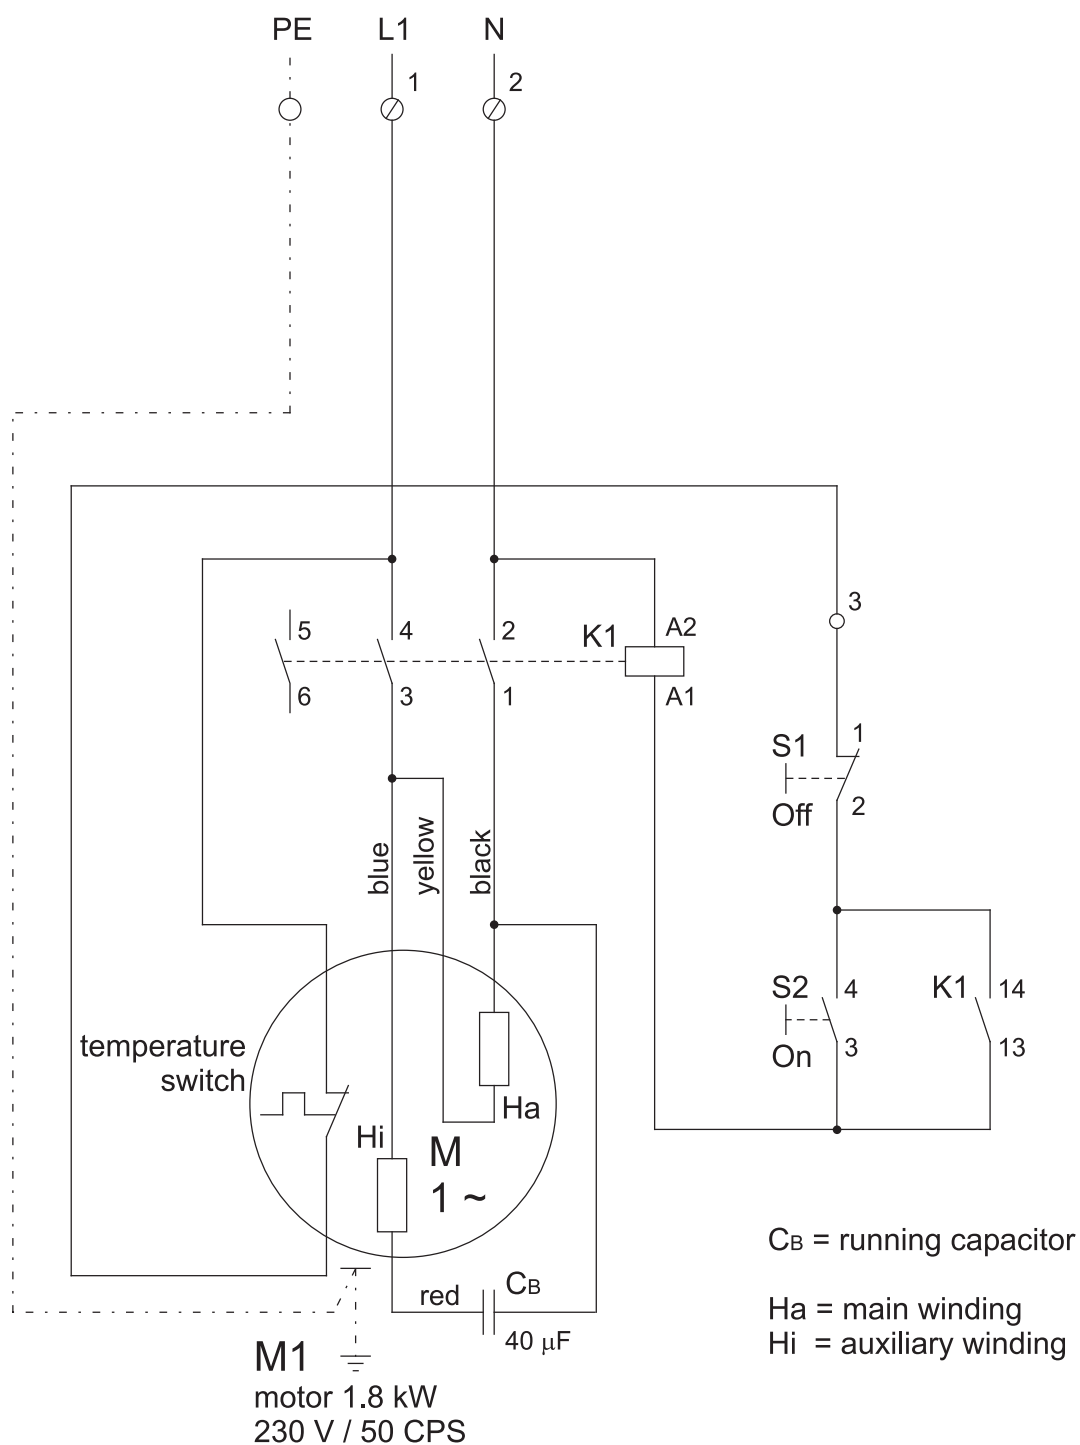 PE L1 N
1 2
3
5 4 2 K1 A2
6 3 1 A1
S1 1
Off 2
blue yellow black
S2 4 K1 14
On 3 13
temperature
switch
Ha
Hi M
1 ~
red CB
40 μF
M1
motor 1.8 kW
230 V / 50 CPS
CB = running capacitor
Ha = main winding
Hi = auxiliary winding